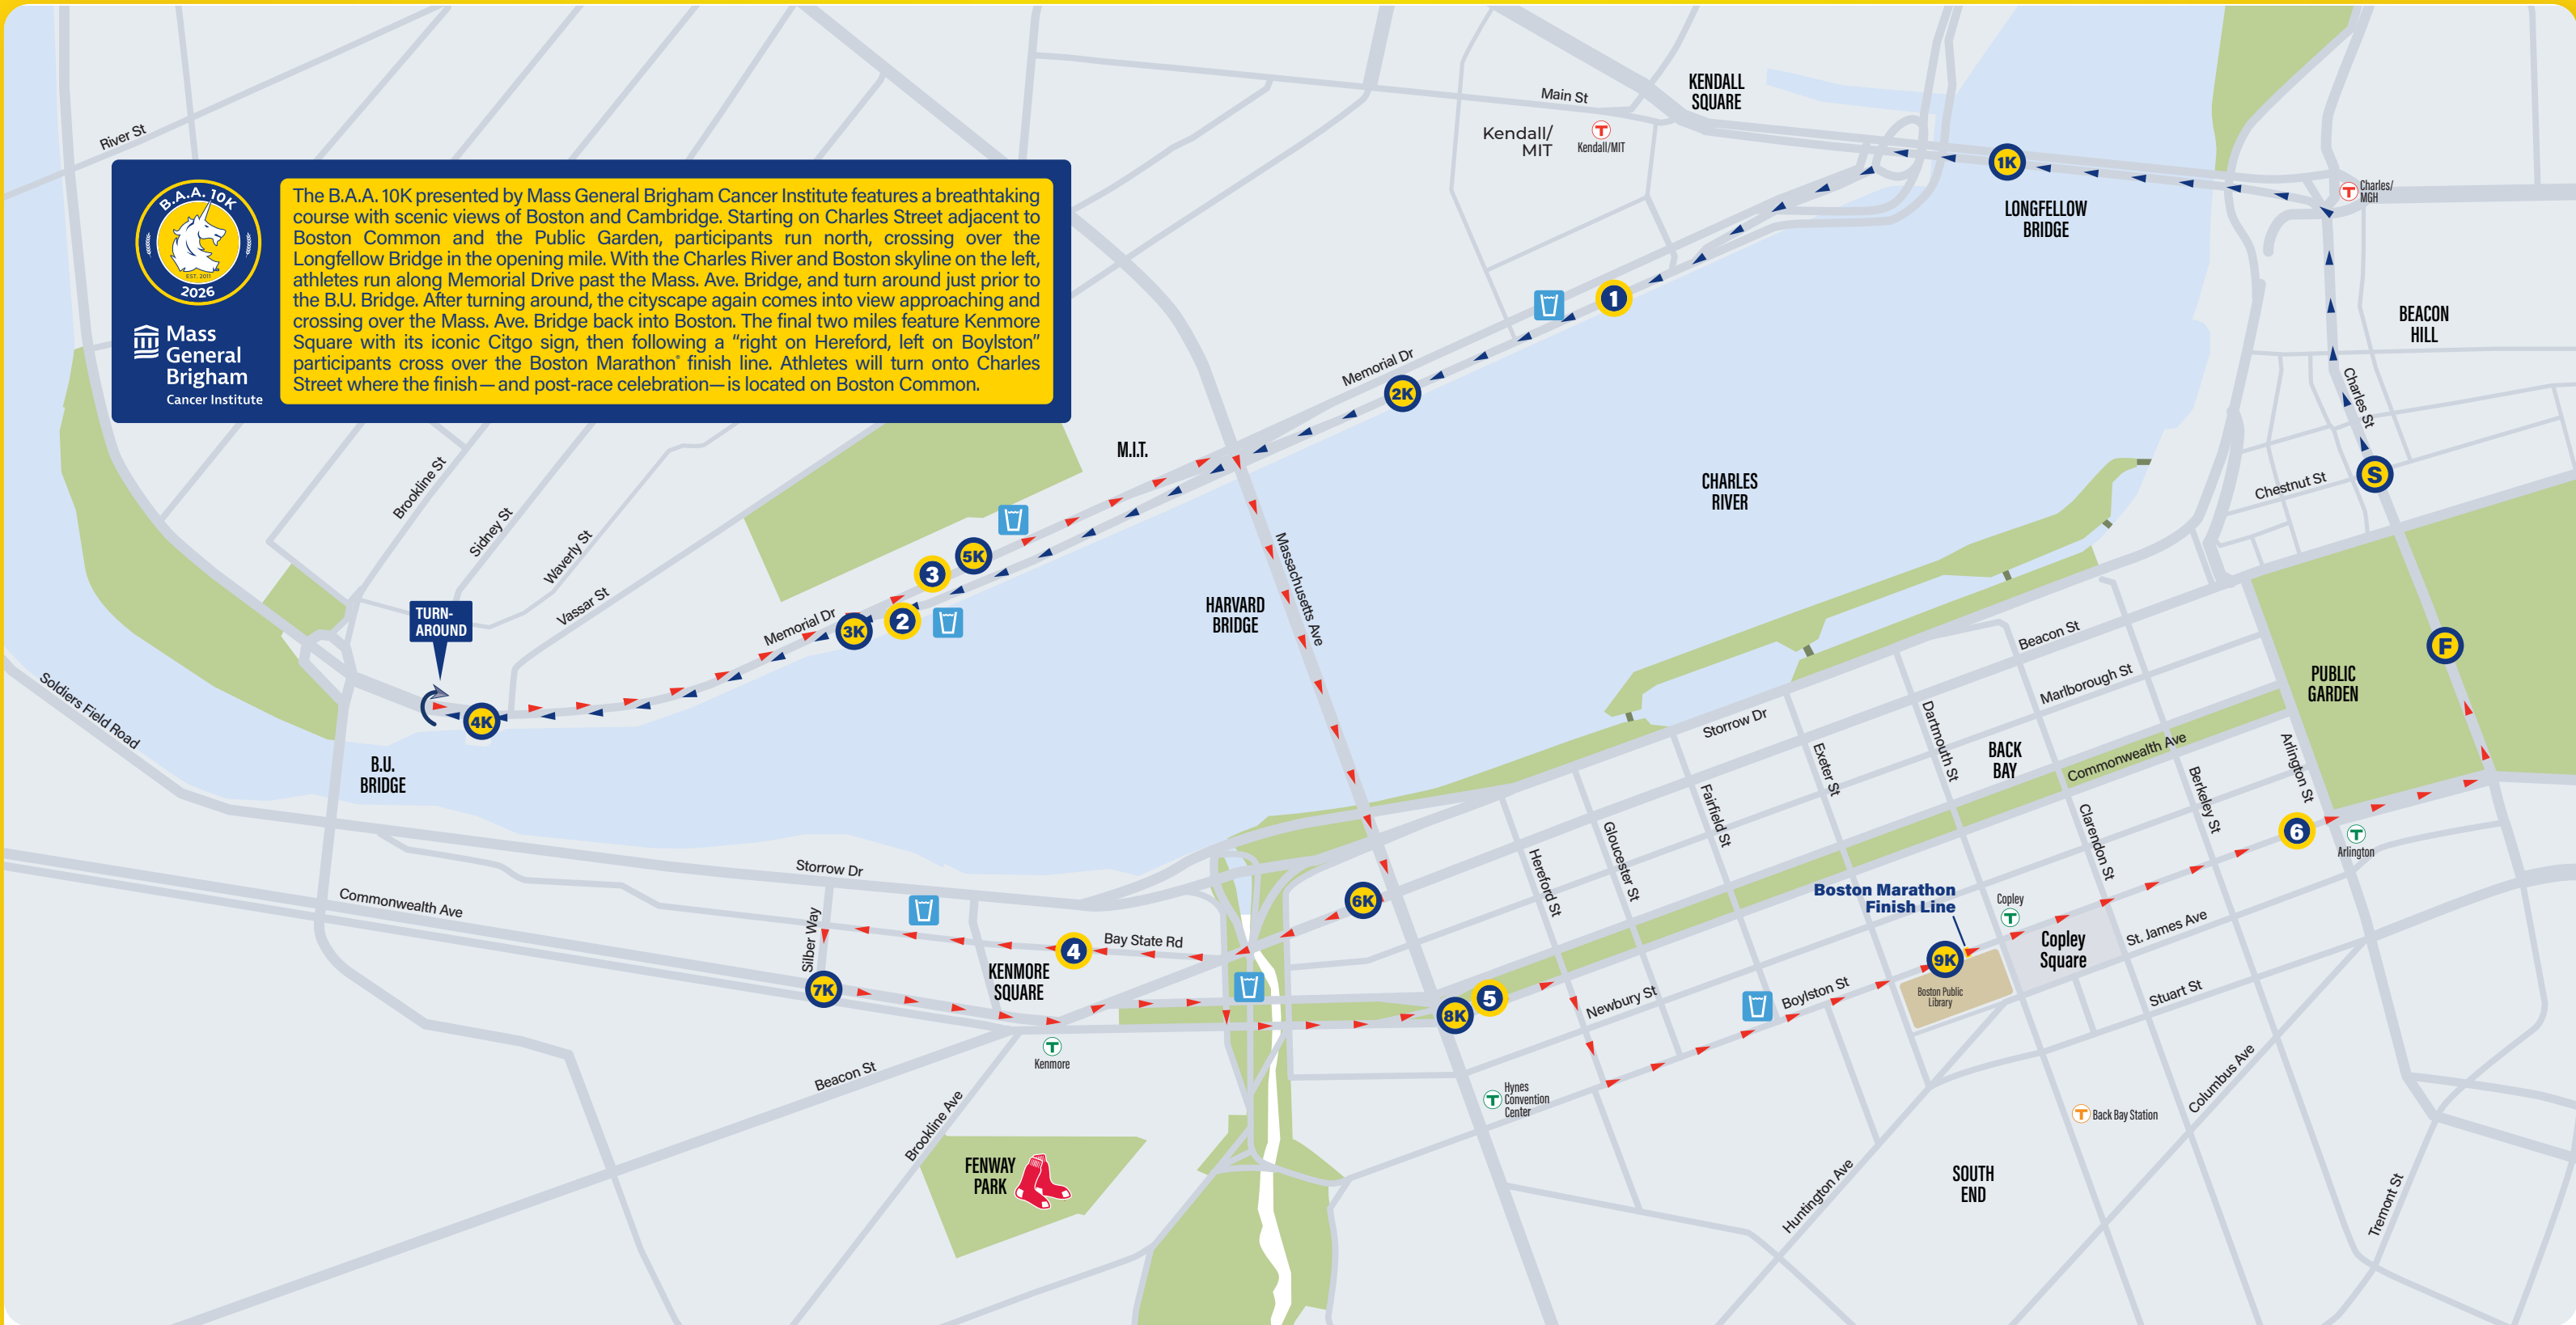 River St
B.A.A. 10K
EST. 2011
2026
Mass
General
Brigham
Cancer Institute
The B.A.A. 10K presented by Mass General Brigham Cancer Institute features a breathtaking
course with scenic views of Boston and Cambridge. Starting on Charles Street adjacent to
Boston Common and the Public Garden, participants run north, crossing over the
Longfellow Bridge in the opening mile. With the Charles River and Boston skyline on the left,
athletes run along Memorial Drive past the Mass. Ave. Bridge, and turn around just prior to
the B.U. Bridge. After turning around, the cityscape again comes into view approaching and
crossing over the Mass. Ave. Bridge back into Boston. The final two miles feature Kenmore
Square with its iconic Citgo sign, then following a “right on Hereford, left on Boylston”
participants cross over the Boston Marathon® finish line. Athletes will turn onto Charles
Street where the finish—and post-race celebration—is located on Boston Common.
Main St
KENDALL
SQUARE
Kendall/
MIT
T
Kendall/MIT
1K
LONGFELLOW
BRIDGE
T
Charles/
MGH
BEACON
HILL
1
Memorial Dr
2K
Charles St
S
Chestnut St
M.I.T.
CHARLES
RIVER
Brookline St
Sidney St
Waverly St
Vassar St
5K
3
2
3K
Memorial Dr
TURN-
AROUND
4K
HARVARD
BRIDGE
Massachusetts Ave
Soldiers Field Road
B.U.
BRIDGE
Beacon St
Marlborough St
PUBLIC
GARDEN
F
Storrow Dr
Exeter St
Dartmouth St
BACK
BAY
Commonwealth Ave
Arlington St
Berkeley St
Fairfield St
Gloucester St
Hereford St
Clarendon St
6
T
Arlington
Storrow Dr
Commonwealth Ave
Silber Way
6K
4
Bay State Rd
KENMORE
SQUARE
7K
Boston Marathon
Finish Line
Copley
T
9K
Copley
Square
St. James Ave
Boston Public
Library
Stuart St
8K
5
Newbury St
Boylston St
T
Kenmore
Beacon St
Brookline Ave
T
Hynes
Convention
Center
T
Back Bay Station
Columbus Ave
FENWAY
PARK
Huntington Ave
SOUTH
END
Tremont St